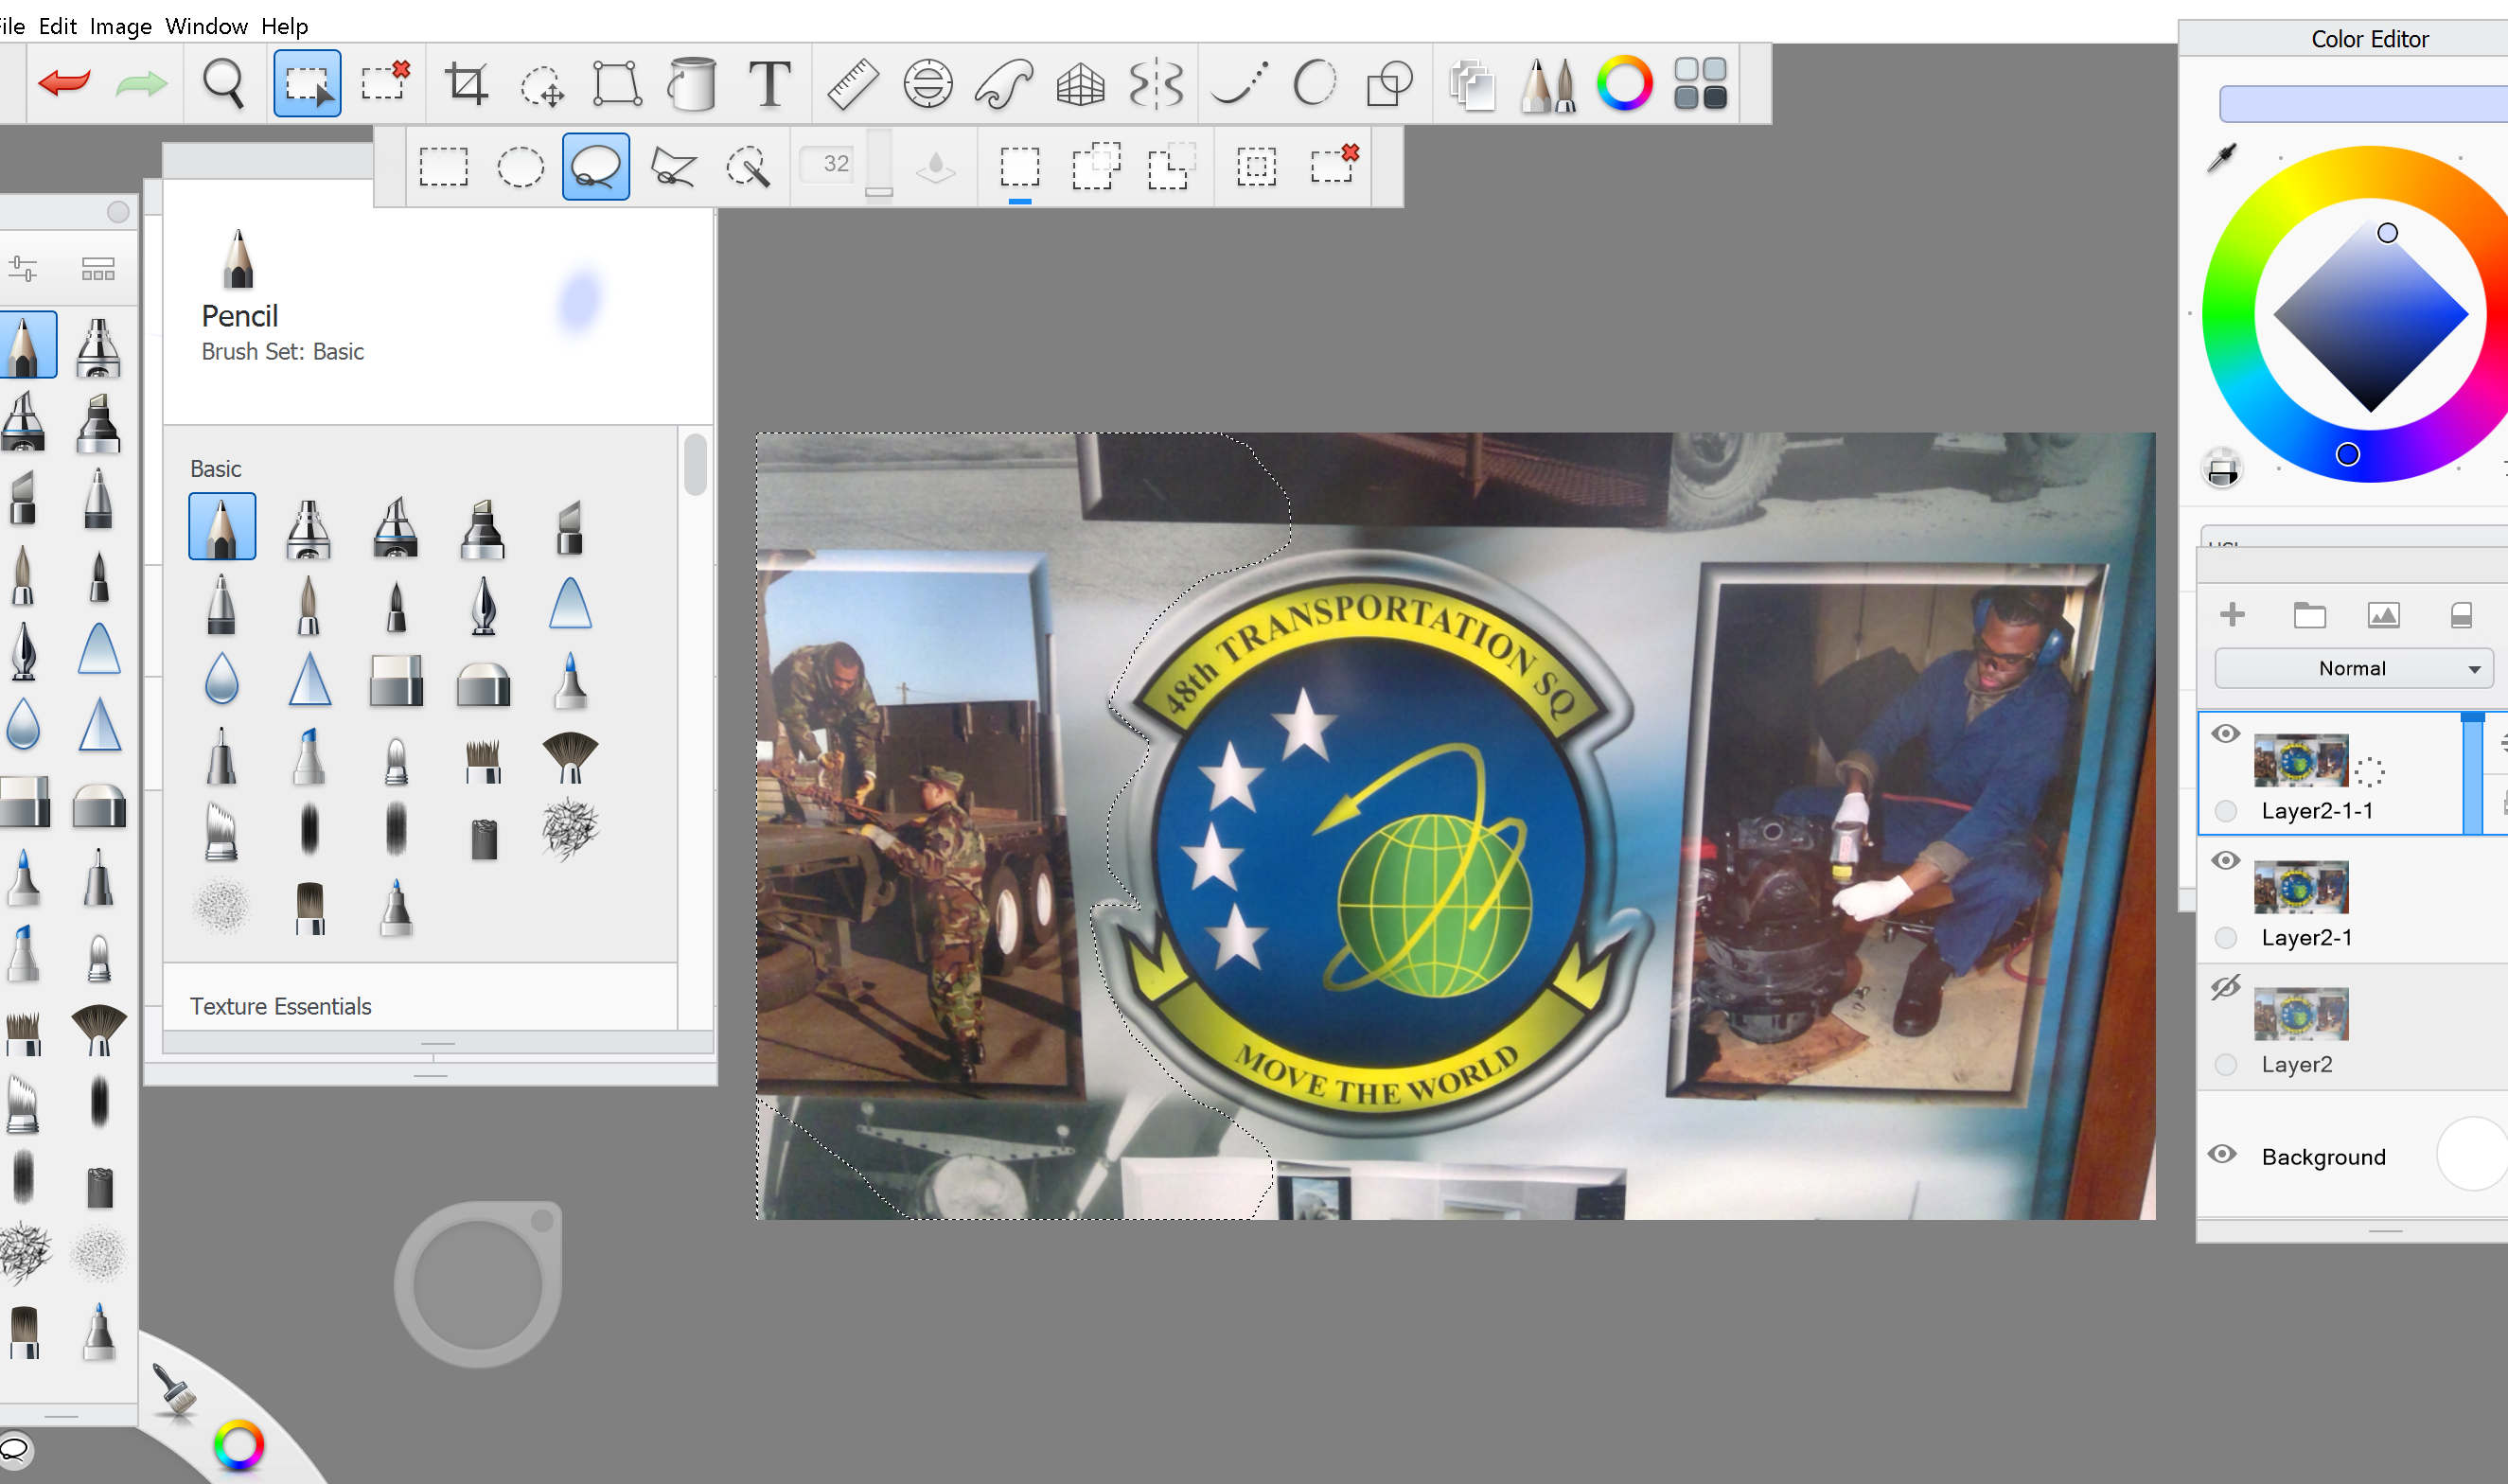 File Edit Image Window Help
Color Editor
32
Pencil
Brush Set: Basic
Basic
Texture Essentials
48th TRANSPORTATION SQ
MOVE THE WORLD
Normal
Layer2-1-1
Layer2-1
Layer2
Background